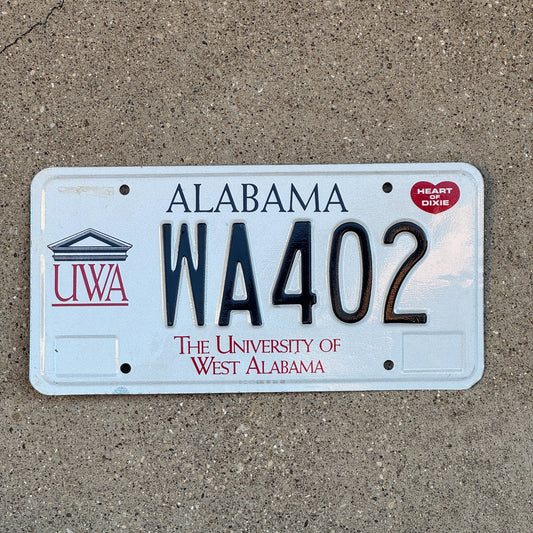 ALABAMA
HEART
OF
DIXIE
UWA
WA402
THE UNIVERSITY OF
WEST ALABAMA